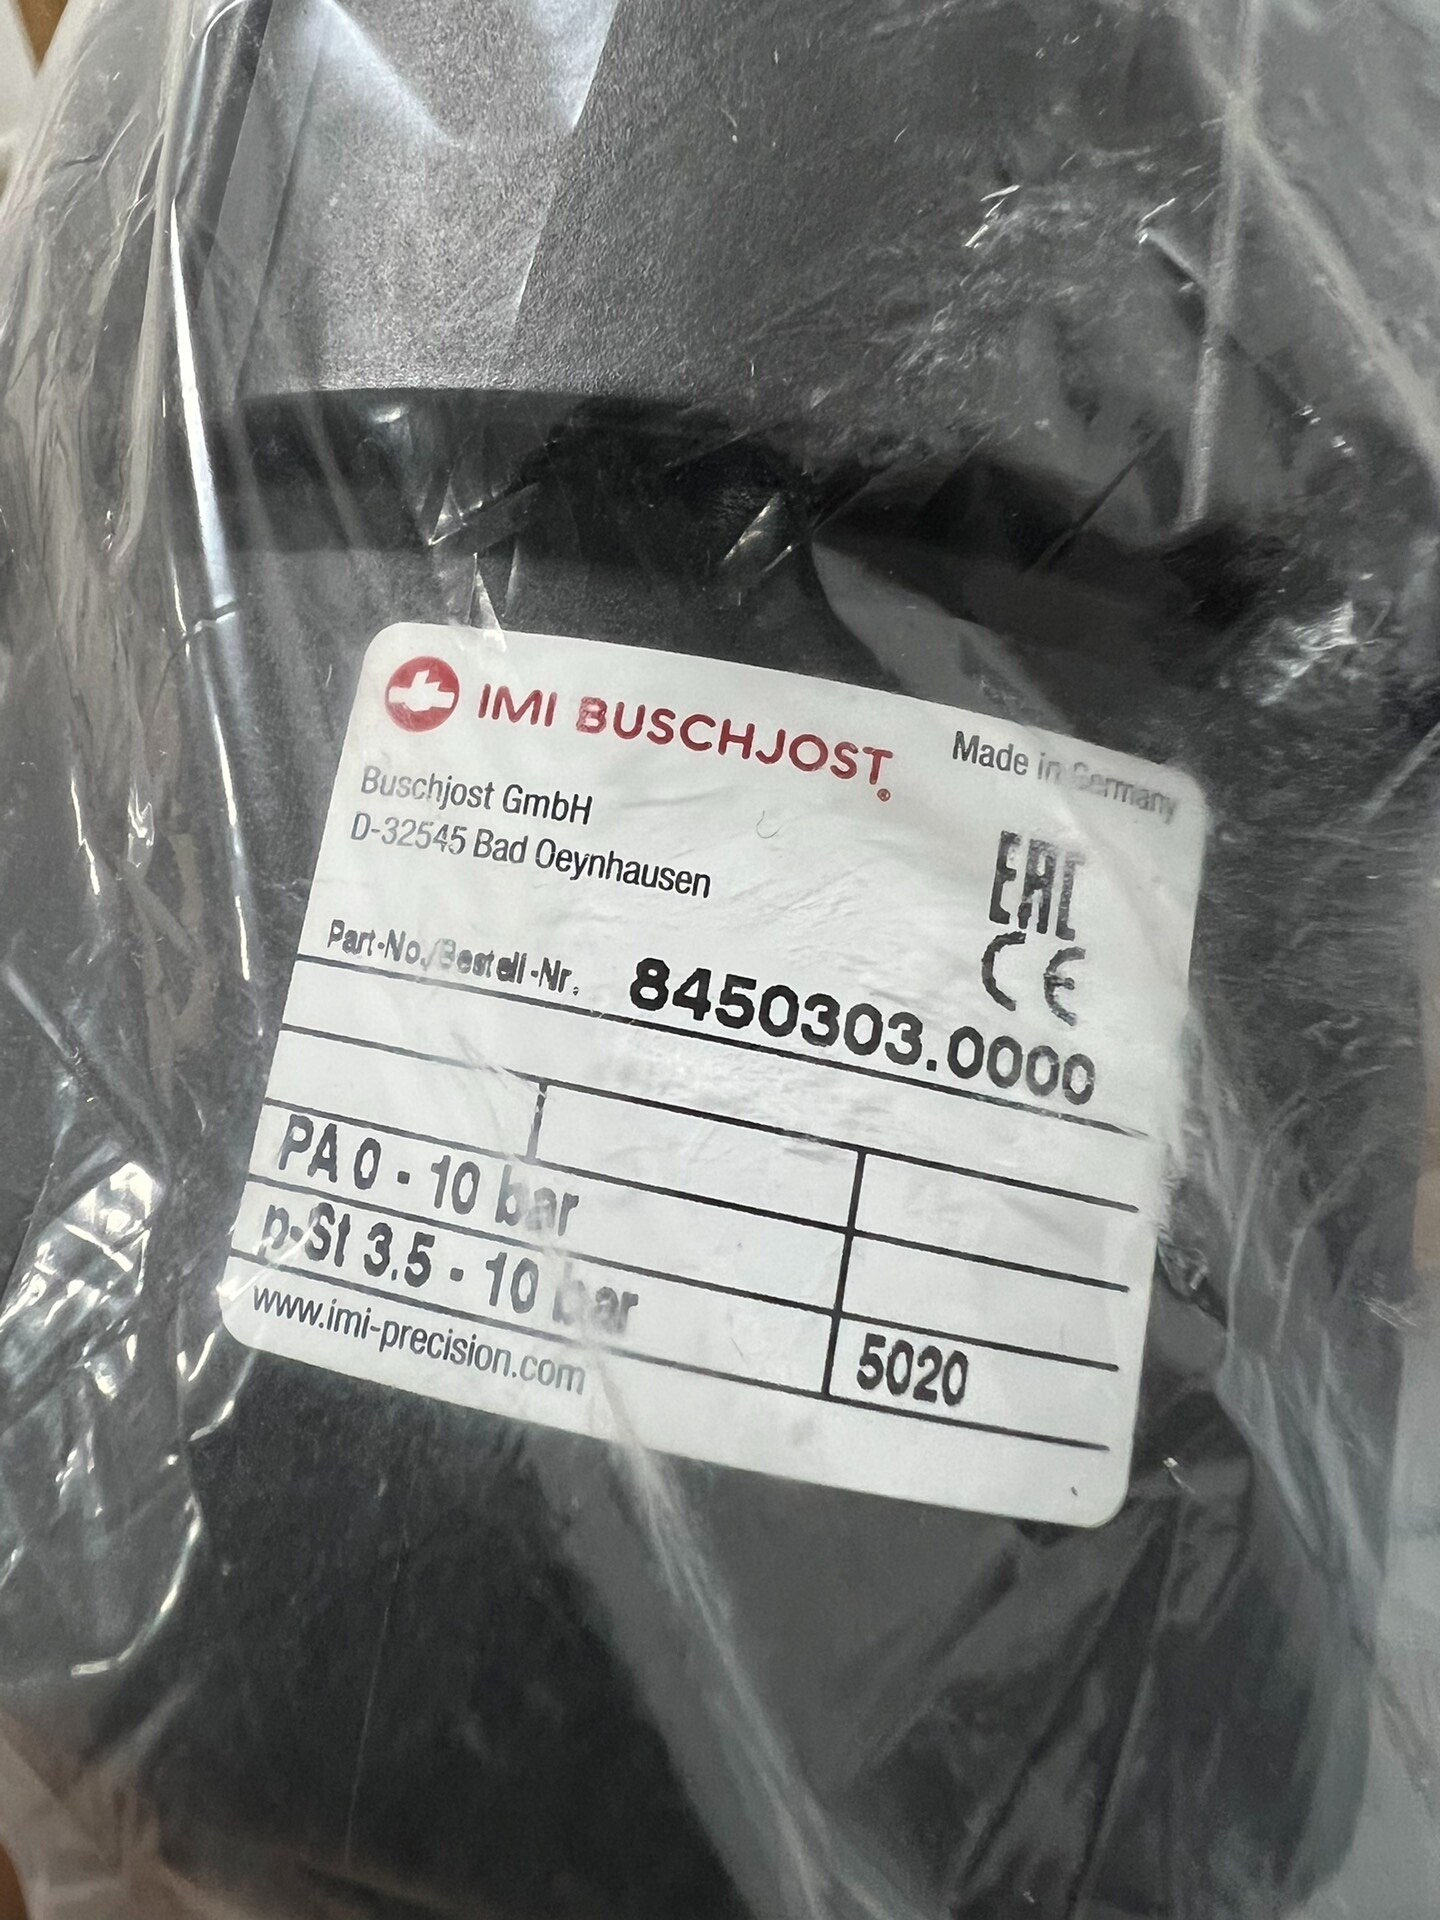 IMI BUSCHJOST®
Made in Germany
Buschjost GmbH
D-32545 Bad Oeynhausen
EAC
CE
Part-No./Bestell-Nr. 8450303.0000
PA 0 - 10 bar
p-St 3.5 - 10 bar
5020
www.imi-precision.com